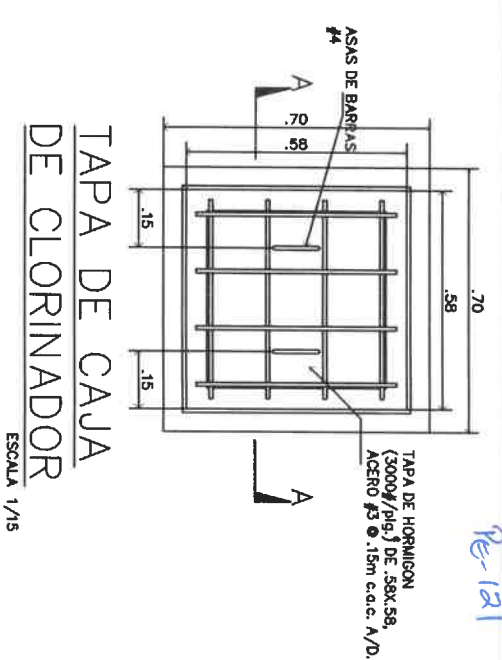 Pc-121
ASAS DE BARRAS
#4
A
.70
.58
.70
.58
.15
.15
A
TAPA DE HORMIGON
(3000#/plg.² DE .58X.58,
ACERO #3 @ .15m c.a.c. A/D.
TAPA DE CAJA
DE CLORINADOR
ESCALA 1/15